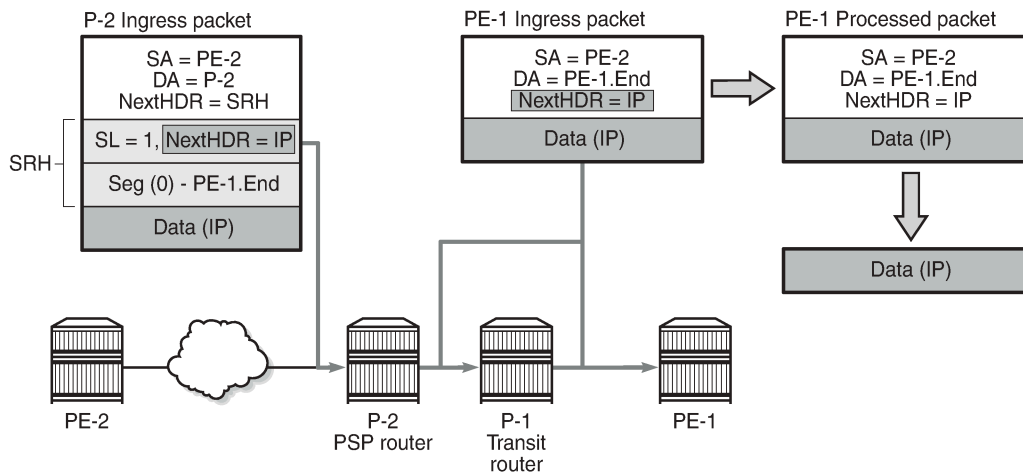 P-2 Ingress packet
SA = PE-2
DA = P-2
NextHDR = SRH
SRH
SL = 1, NextHDR = IP
Seg (0) - PE-1.End
Data (IP)
PE-1 Ingress packet
SA = PE-2
DA = PE-1.End
NextHDR = IP
Data (IP)
PE-1 Processed packet
SA = PE-2
DA = PE-1.End
NextHDR = IP
Data (IP)
Data (IP)
PE-2
P-2
PSP router
P-1
Transit
router
PE-1